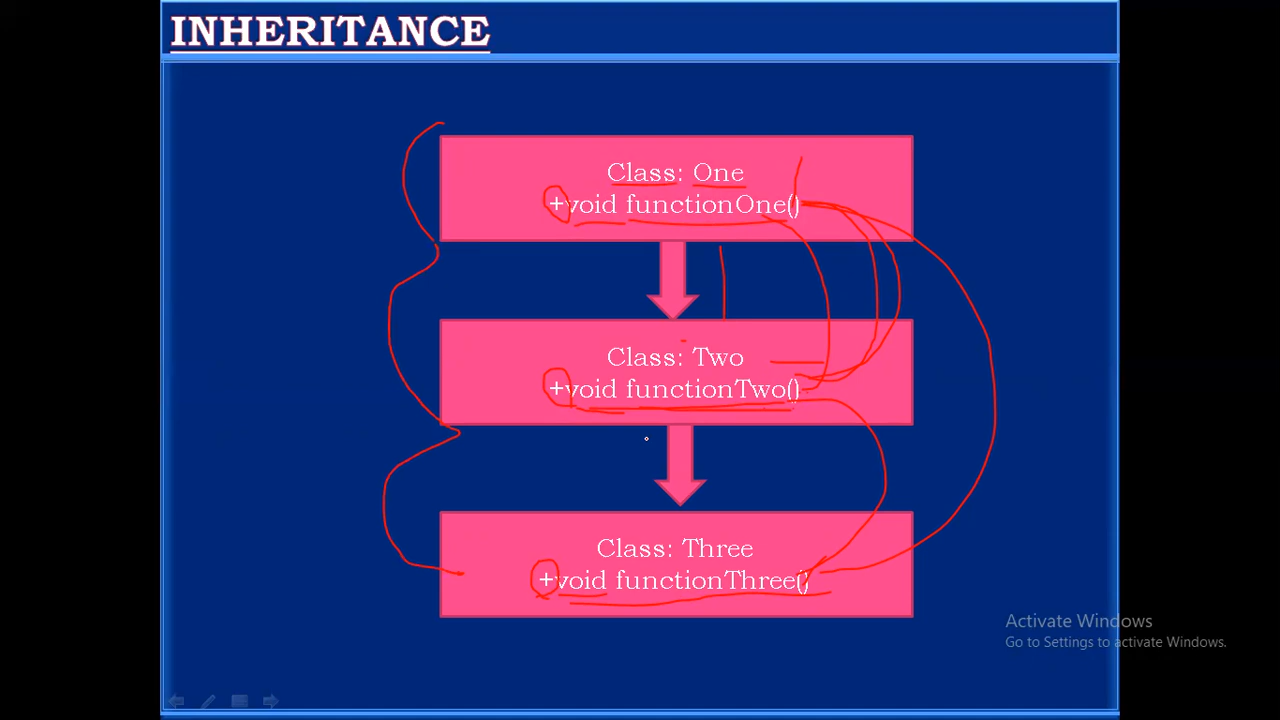 INHERITANCE
Class: One
+void functionOne()
Class: Two
+void functionTwo()
Class: Three
+void functionThree()
Activate Windows
Go to Settings to activate Windows.